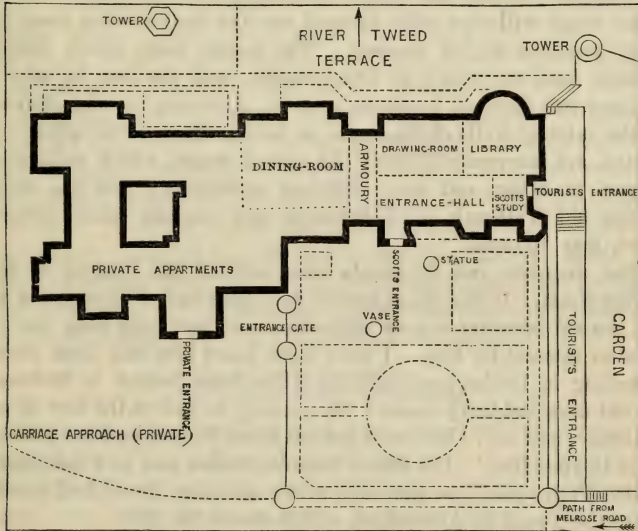 TOWER
RIVER TWEED
TERRACE
TOWER
DINING-ROOM
ARMOURY
DRAWING-ROOM
LIBRARY
ENTRANCE-HALL
SCOTTS
STUDY
TOURISTS ENTRANCE
PRIVATE APPARTMENTS
SCOTTS ENTRANCE
STATUE
VASE
ENTRANCE GATE
PRIVATE ENTRANCE
TOURIST'S ENTRANCE
GARDEN
CARRIAGE APPROACH (PRIVATE)
PATH FROM
MELROSE ROAD